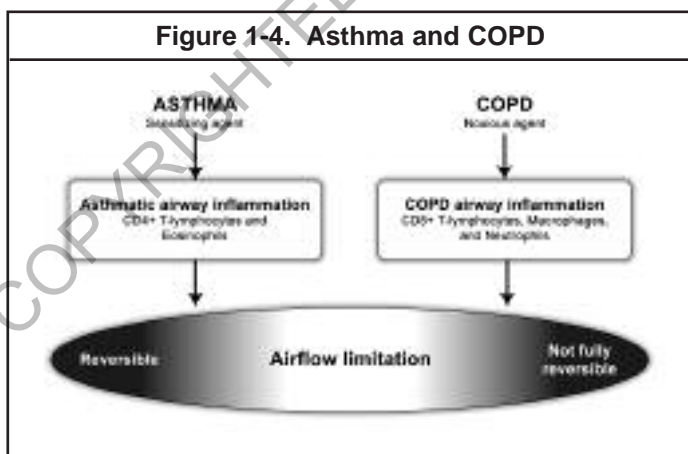 Figure 1-4. Asthma and COPD
ASTHMA
Sensitizing agent
COPD
Noxious agent
Asthmatic airway inflammation
CD4+ T-lymphocytes and
Eosinophils
COPD airway inflammation
CD8+ T-lymphocytes, Macrophages,
and Neutrophils
Reversible
Airflow limitation
Not fully
reversible